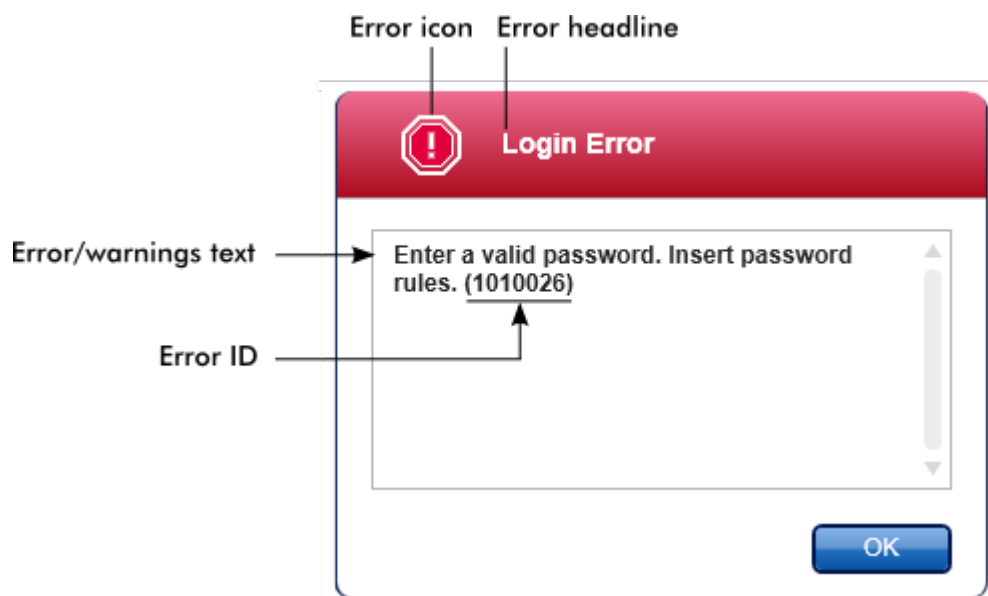 Error icon Error headline
Login Error
Error/warnings text
Enter a valid password. Insert password
rules. (1010026)
Error ID
OK